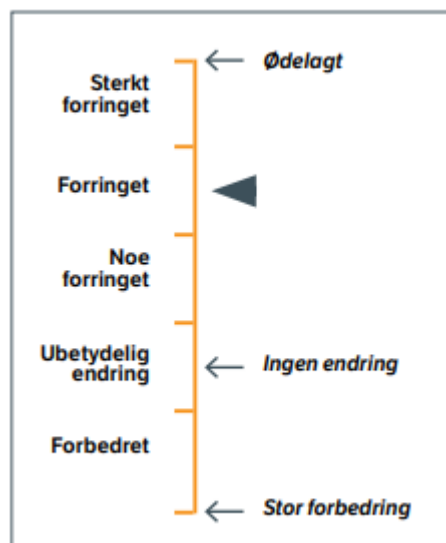 Ødelagt
Sterkt
forringet
Forringet
Noe
forringet
Ubetydelig
endring
Ingen endring
Forbedret
Stor forbedring